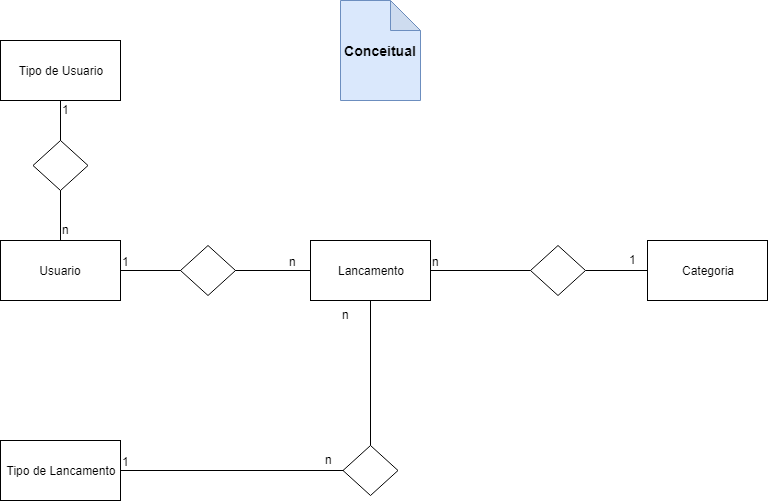 Conceitual
Tipo de Usuario
1
n
Usuario
1
n
Lancamento
n
1
Categoria
n
Tipo de Lancamento
1
n